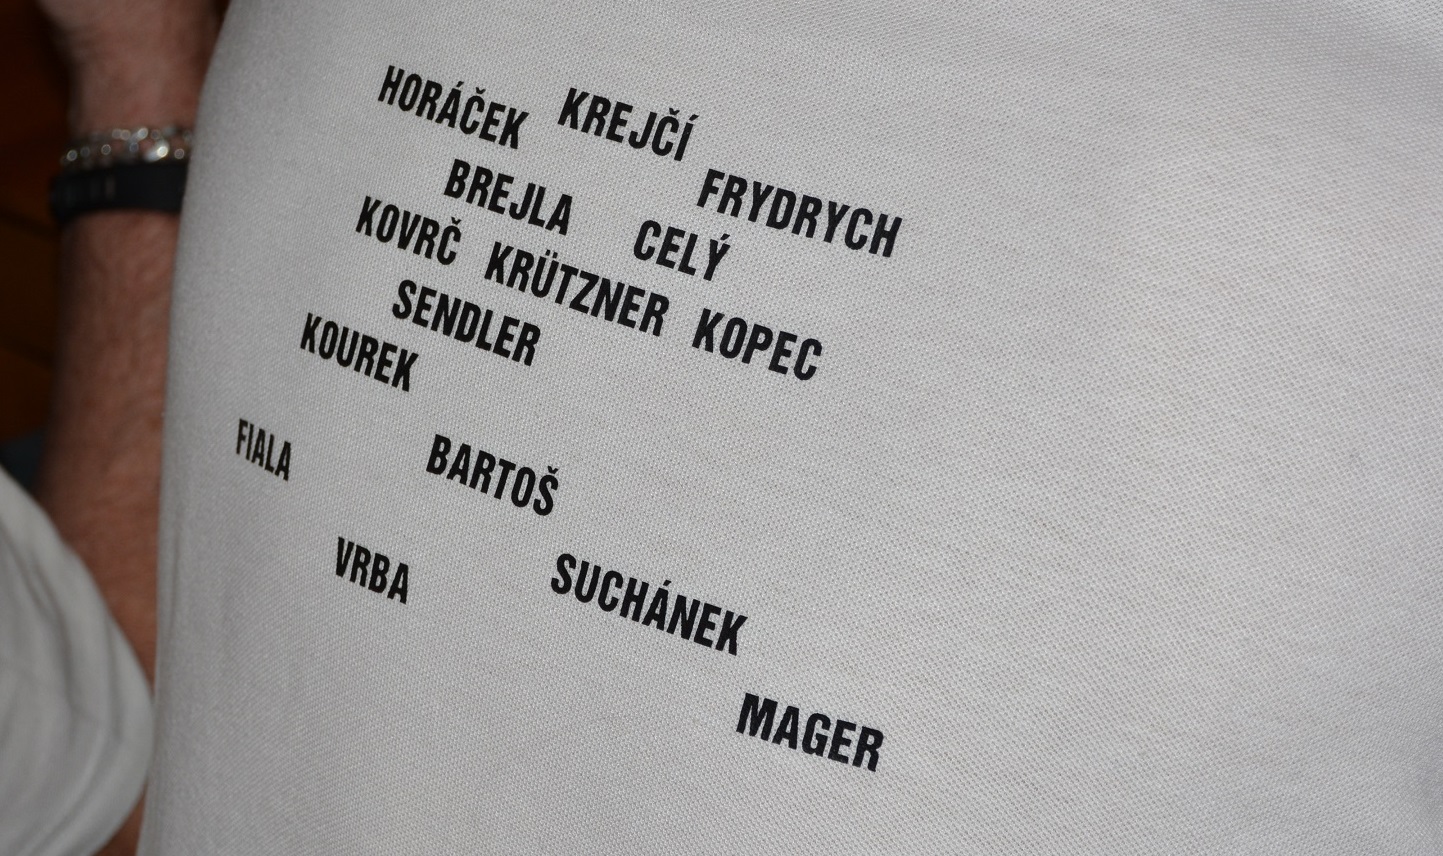 HORÁČEK KREJČÍ
FRYDRYCH
BREJLA CELÝ
KOVRČ KRÜTZNER KOPEC
SENDLER
KOUREK
FIALA BARTOŠ
VRBA SUCHÁNEK
MAGER